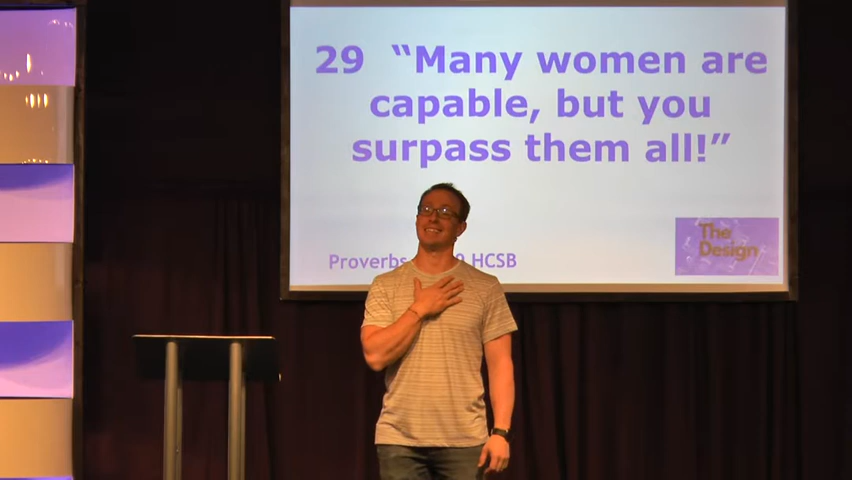 29 “Many women are
capable, but you
surpass them all!”
The
Design
Proverbs HCSB